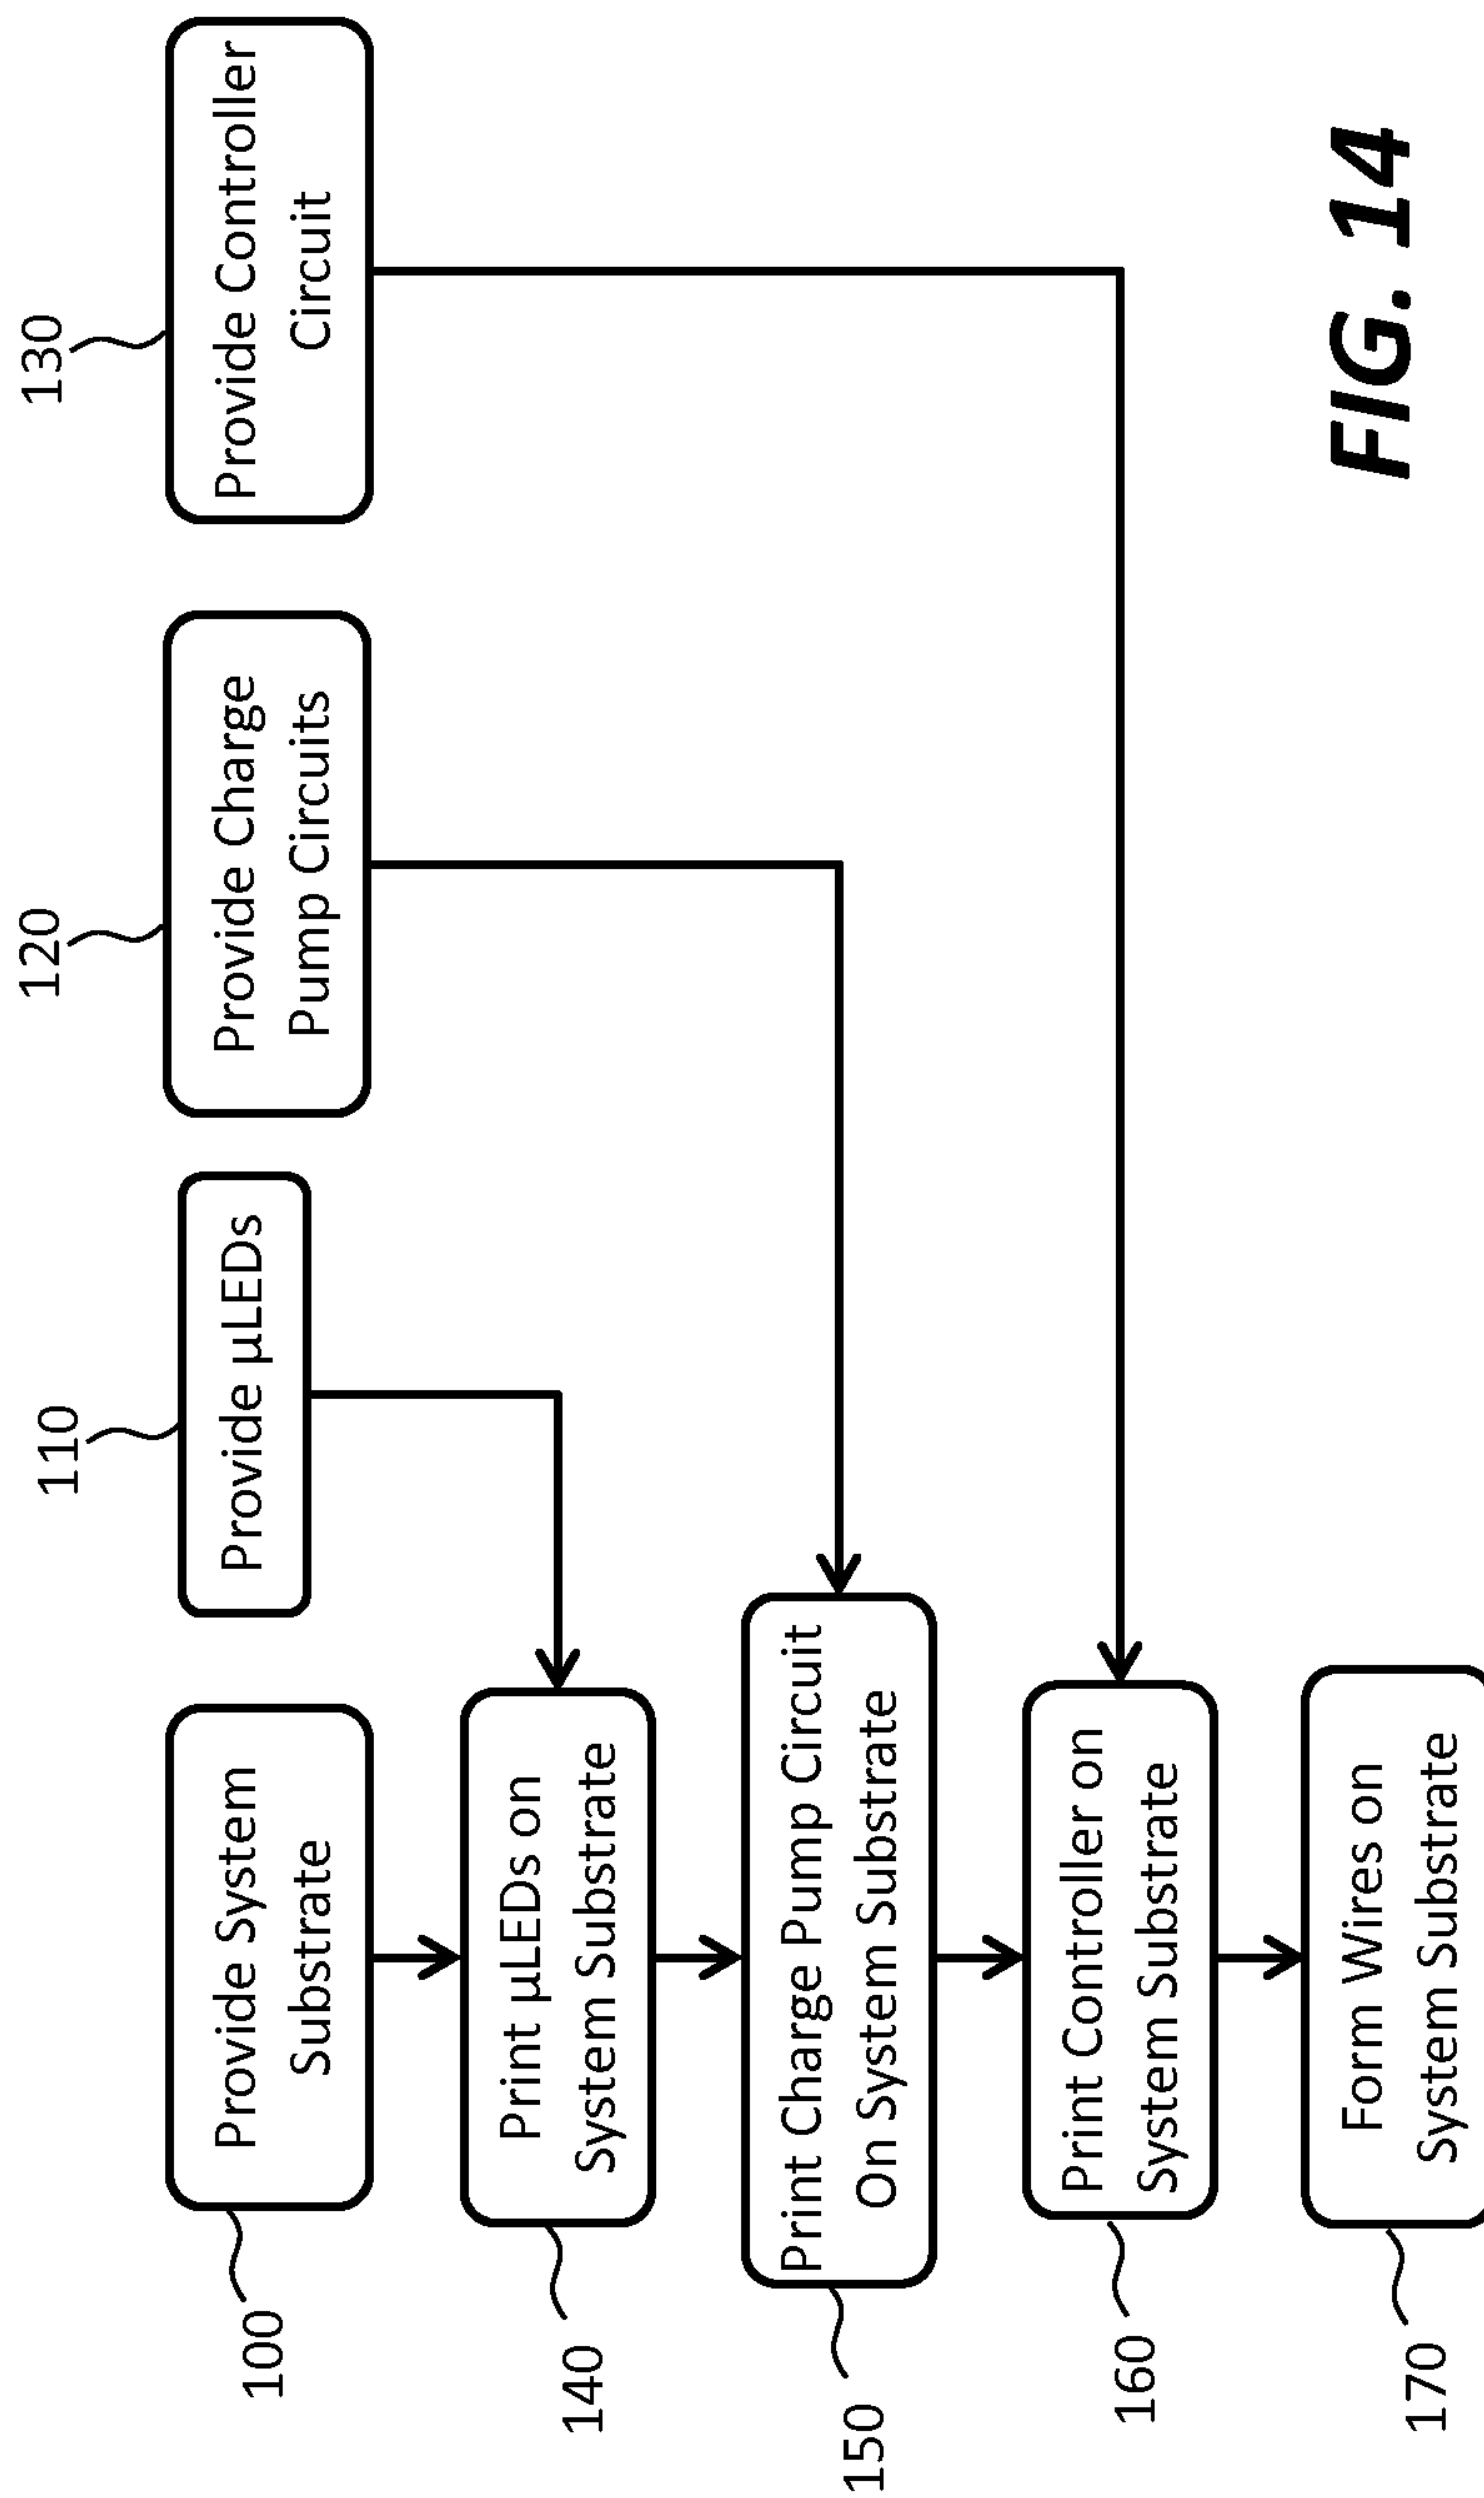 100
Provide System
Substrate
110
Provide µLEDs
120
Provide Charge
Pump Circuits
130
Provide Controller
Circuit
140
Print µLEDs on
System Substrate
150
Print Charge Pump Circuit
On System Substrate
160
Print Controller on
System Substrate
170
Form Wires on
System Substrate
FIG. 14